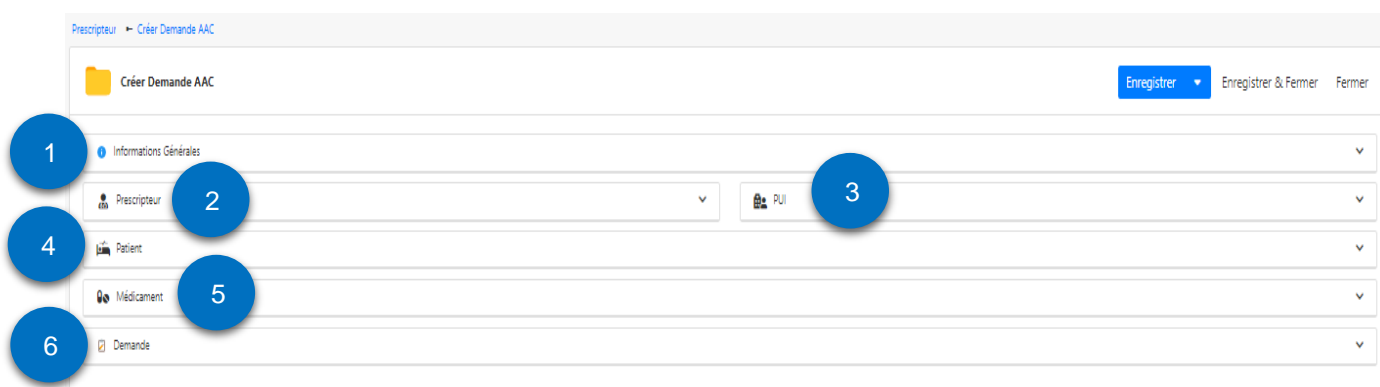 Prescripteur Créer Demande AAC
Créer Demande AAC Enregistrer Enregistrer & Fermer Fermer
1 Informations Générales
Prescripteur 2 PUI 3
4 Patient
Médicament 5
6 Demande